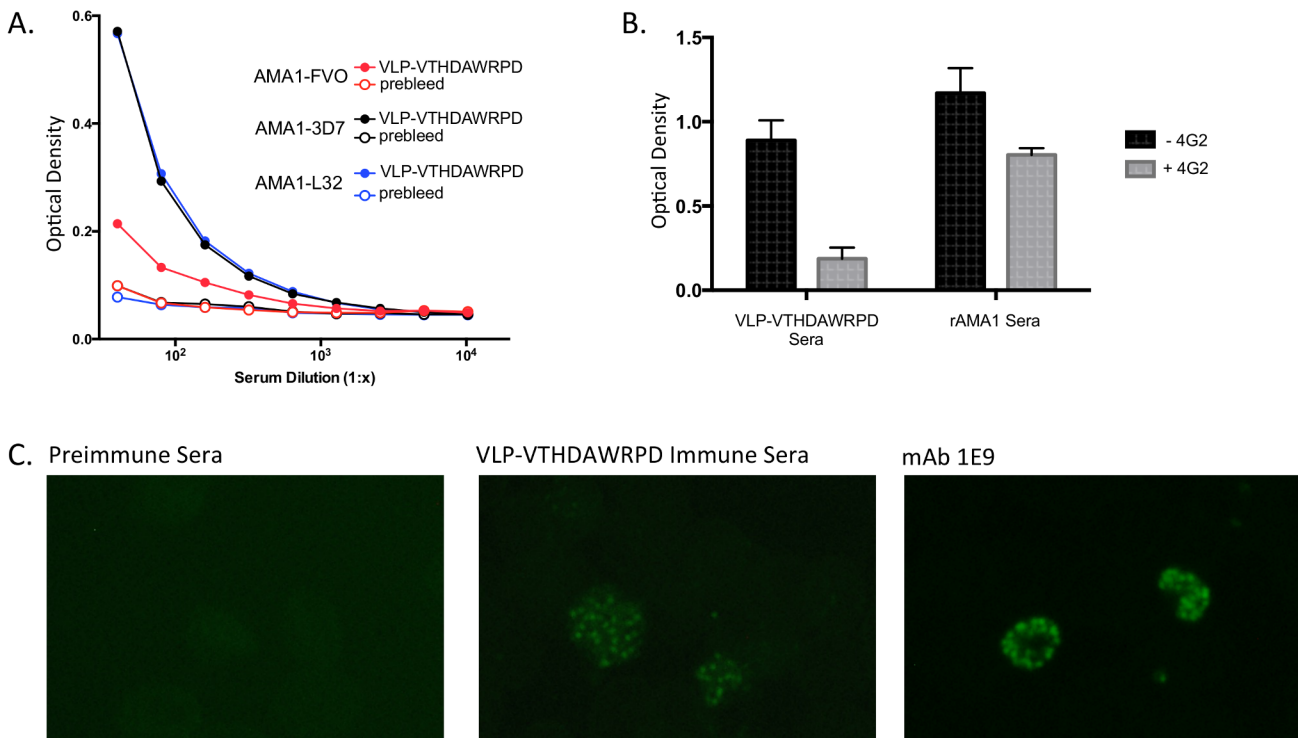 A.
0.6
0.4
0.2
0.0
Optical Density
10²
10³
10⁴
Serum Dilution (1:x)
AMA1-FVO
VLP-VTHDAWRPD
prebleed
AMA1-3D7
VLP-VTHDAWRPD
prebleed
AMA1-L32
VLP-VTHDAWRPD
prebleed
B.
1.5
1.0
0.5
0.0
Optical Density
VLP-VTHDAWRPD
Sera
rAMA1 Sera
- 4G2
+ 4G2
C.
Preimmune Sera
VLP-VTHDAWRPD Immune Sera
mAb 1E9